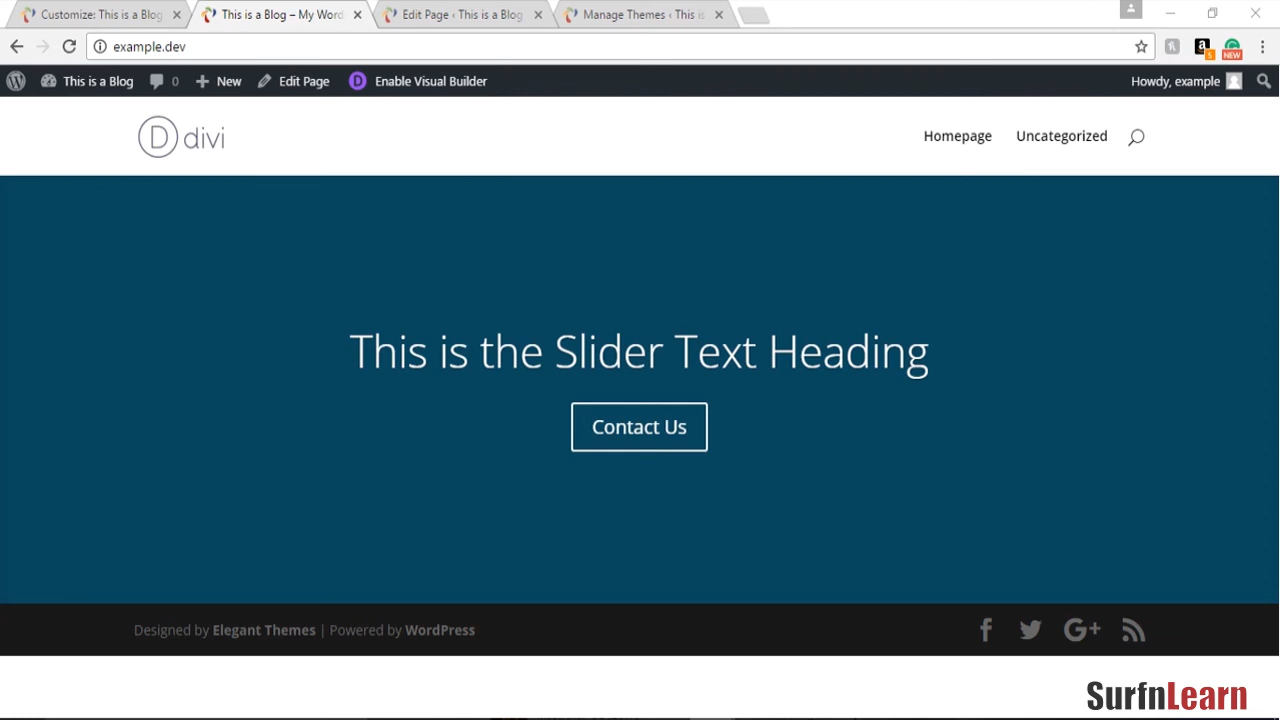 Customize: This is a Blog
This is a Blog – My Word
Edit Page ‹ This is a Blog
Manage Themes ‹ This is
example.dev
a
5
NEW
This is a Blog
0
New
Edit Page
D
Enable Visual Builder
Howdy, example
D divi
Homepage
Uncategorized
This is the Slider Text Heading
Contact Us
Designed by Elegant Themes | Powered by WordPress
G+
SurfnLearn